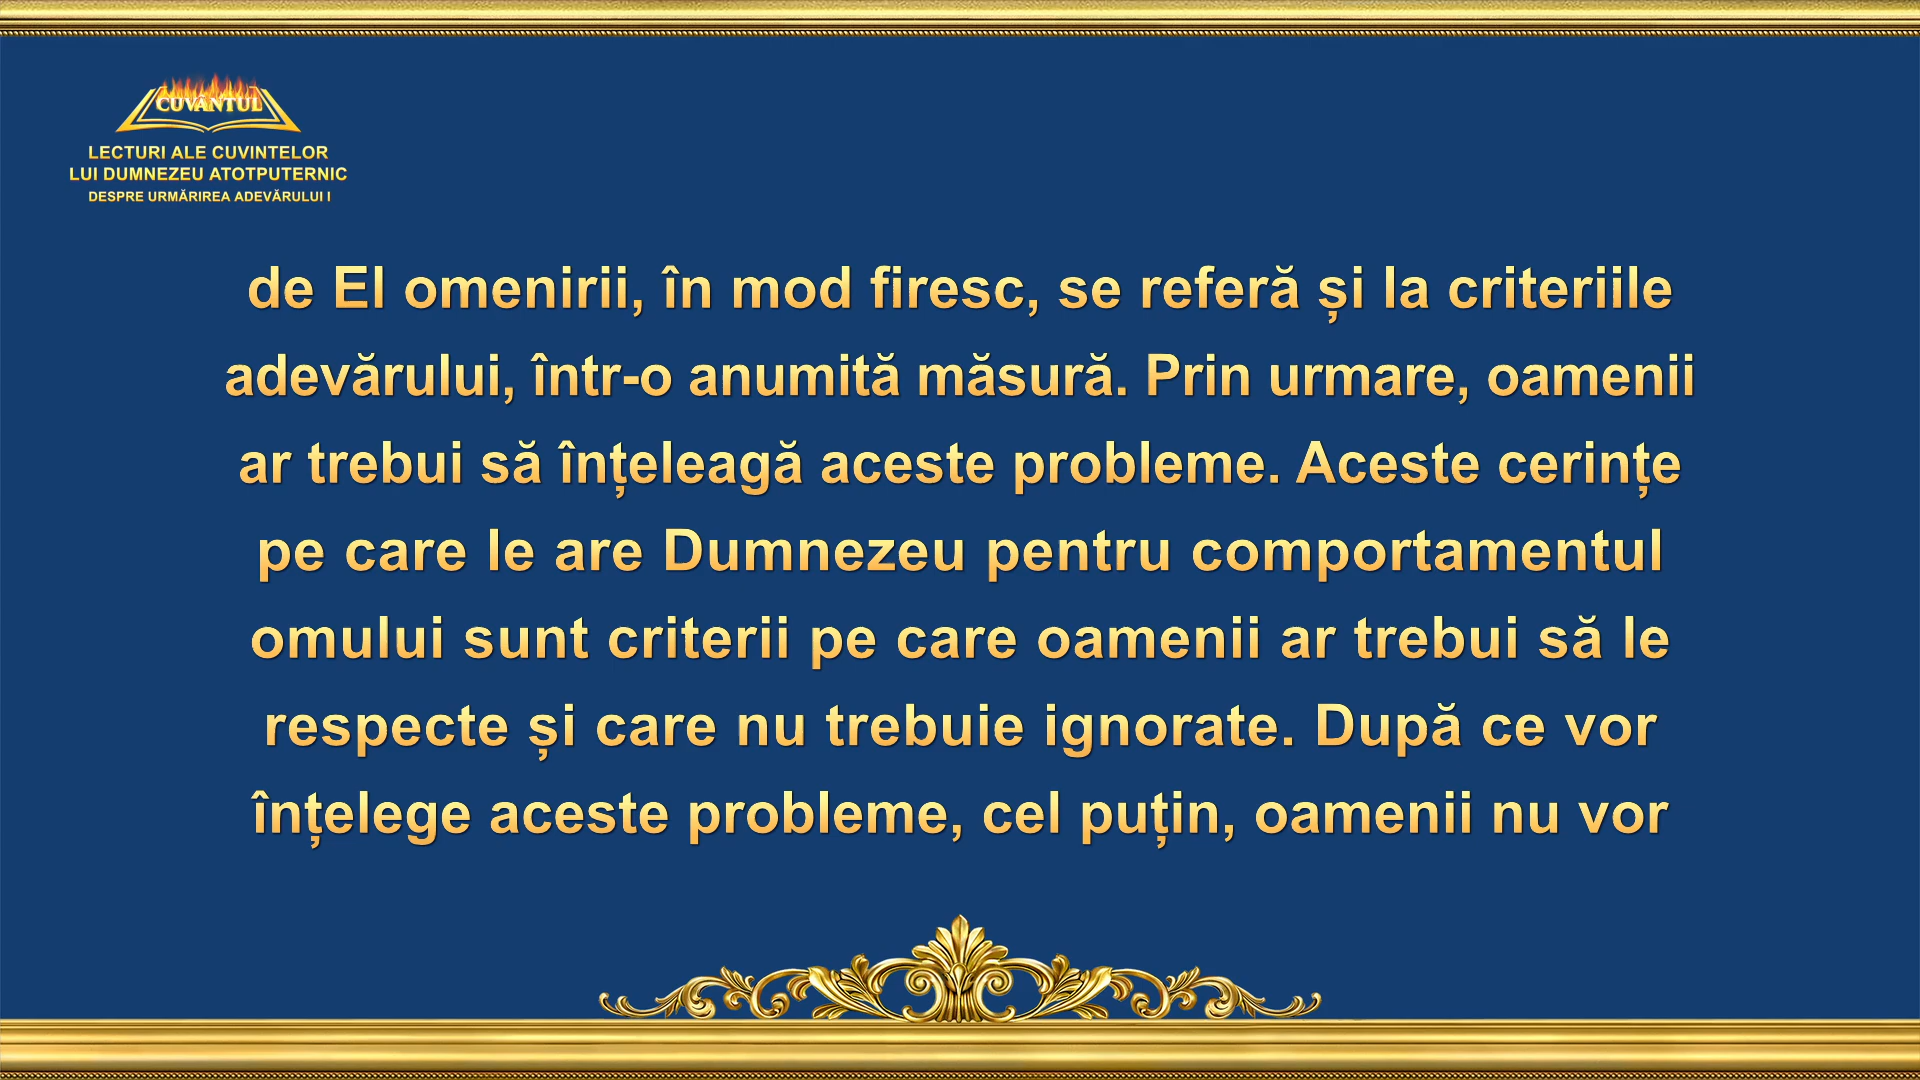 CUVÂNTUL
LECTURI ALE CUVINTELOR
LUI DUMNEZEU ATOTPUTERNIC
DESPRE URMĂRIREA ADEVĂRULUI I
de El omenirii, în mod firesc, se referă și la criteriile
adevărului, într-o anumită măsură. Prin urmare, oamenii
ar trebui să înțeleagă aceste probleme. Aceste cerințe
pe care le are Dumnezeu pentru comportamentul
omului sunt criterii pe care oamenii ar trebui să le
respecte și care nu trebuie ignorate. După ce vor
înțelege aceste probleme, cel puțin, oamenii nu vor